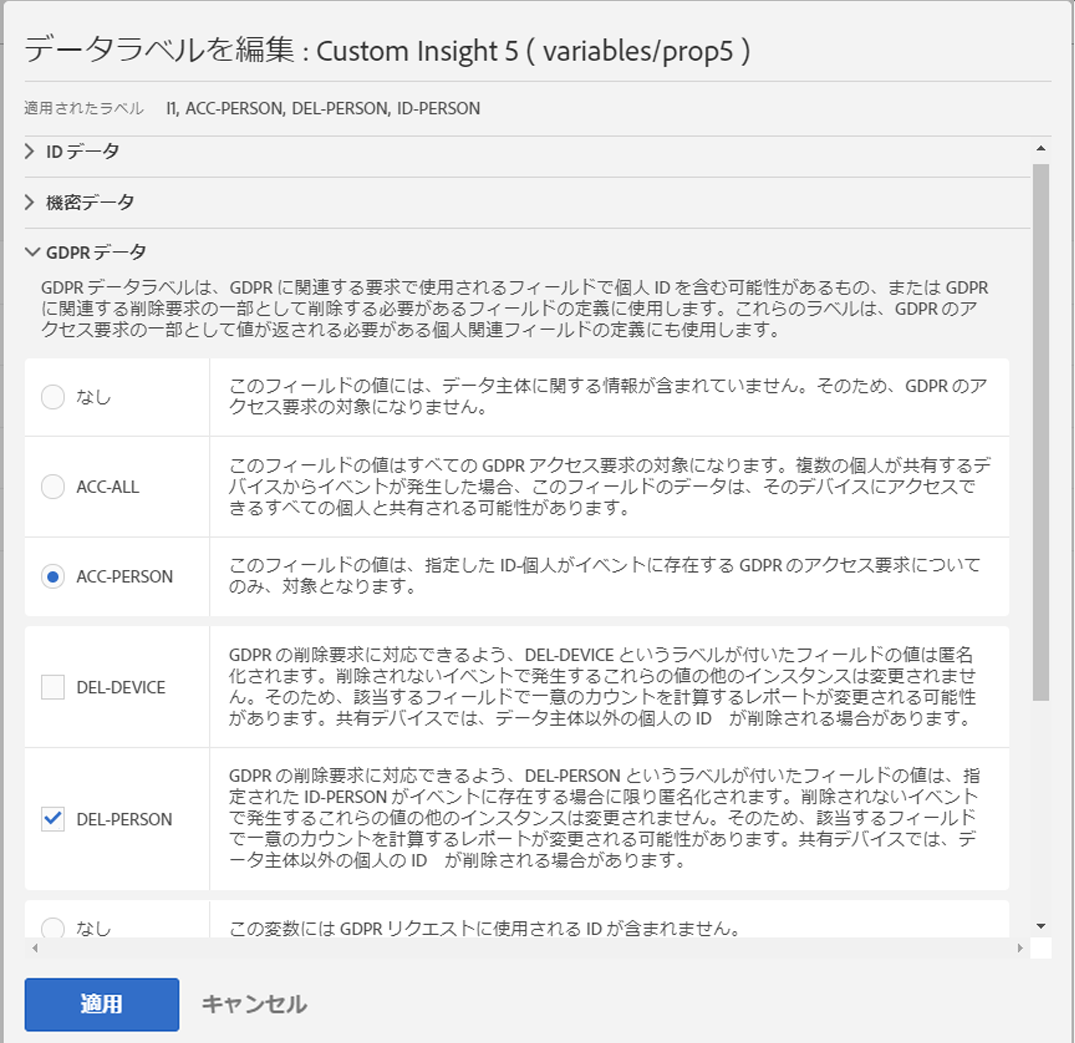 データラベルを編集 : Custom Insight 5 ( variables/prop5 )
適用されたラベル I1, ACC-PERSON, DEL-PERSON, ID-PERSON
ID データ
機密データ
GDPR データ
GDPR データラベルは、GDPR に関連する要求で使用されるフィールドで個人 ID を含む可能性があるもの、または GDPR
に関連する削除要求の一部として削除する必要があるフィールドの定義に使用します。これらのラベルは、GDPR のア
クセス要求の一部として値が返される必要がある個人関連フィールドの定義にも使用します。
なし
このフィールドの値には、データ主体に関する情報が含まれていません。そのため、GDPR のア
クセス要求の対象になりません。
ACC-ALL
このフィールドの値はすべての GDPR アクセス要求の対象になります。複数の個人が共有するデ
バイスからイベントが発生した場合、このフィールドのデータは、そのデバイスにアクセスで
きるすべての個人と共有される可能性があります。
ACC-PERSON
このフィールドの値は、指定した ID-個人がイベントに存在する GDPR のアクセス要求について
のみ、対象となります。
DEL-DEVICE
GDPR の削除要求に対応できるよう、DEL-DEVICE というラベルが付いたフィールドの値は匿名
化されます。削除されないイベントで発生するこれらの値の他のインスタンスは変更されませ
ん。そのため、該当するフィールドで一意のカウントを計算するレポートが変更される可能性
があります。共有デバイスでは、データ主体以外の個人の ID　が削除される場合があります。
DEL-PERSON
GDPR の削除要求に対応できるよう、DEL-PERSON というラベルが付いたフィールドの値は、指
定された ID-PERSON がイベントに存在する場合に限り匿名化されます。削除されないイベント
で発生するこれらの値の他のインスタンスは変更されません。そのため、該当するフィールド
で一意のカウントを計算するレポートが変更される可能性があります。共有デバイスでは、デ
ータ主体以外の個人の ID　が削除される場合があります。
なし
この変数には GDPR リクエストに使用される ID が含まれません。
適用
キャンセル